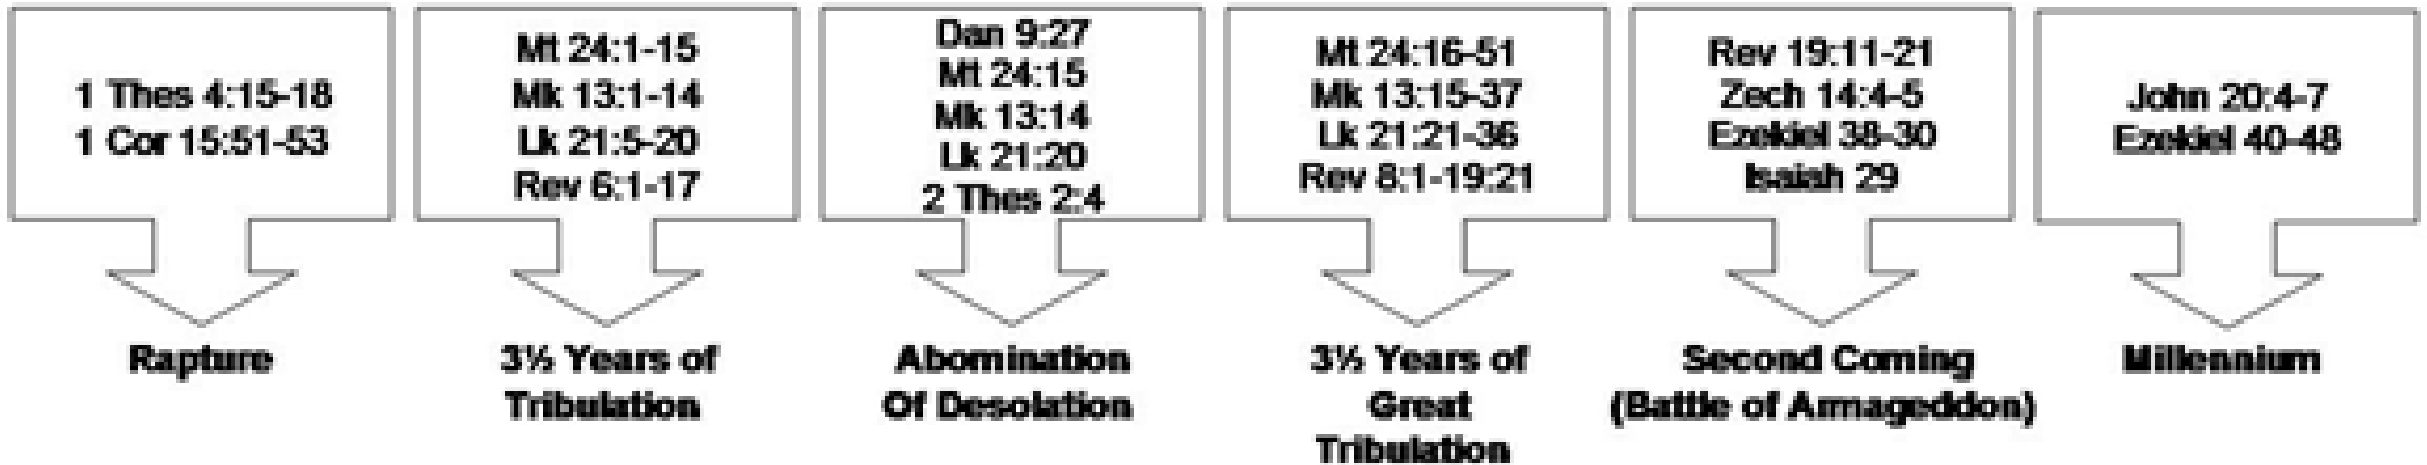 1 Thes 4:15-18
1 Cor 15:51-53
Mt 24:1-15
Mk 13:1-14
Lk 21:5-20
Rev 6:1-17
Dan 9:27
Mt 24:15
Mk 13:14
Lk 21:20
2 Thes 2:4
Mt 24:16-51
Mk 13:15-37
Lk 21:21-36
Rev 8:1-19:21
Rev 19:11-21
Zech 14:4-5
Ezekiel 38-30
Isaiah 29
John 20:4-7
Ezekiel 40-48
Rapture
3½ Years of
Tribulation
Abomination
Of Desolation
3½ Years of
Great
Tribulation
Second Coming
(Battle of Armageddon)
Millennium